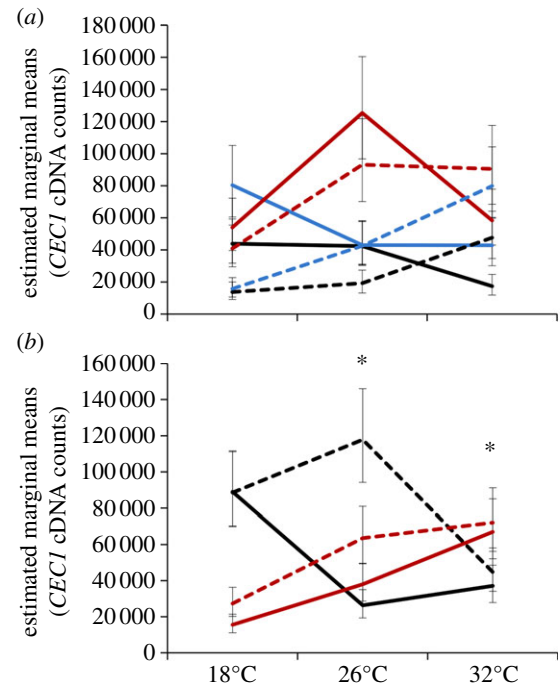 (a)
180 000
160 000
140 000
120 000
100 000
80 000
60 000
40 000
20 000
0
estimated marginal means
(CEC1 cDNA counts)
(b)
160 000
140 000
120 000
100 000
80 000
60 000
40 000
20 000
0
estimated marginal means
(CEC1 cDNA counts)
*
*
18°C
26°C
32°C